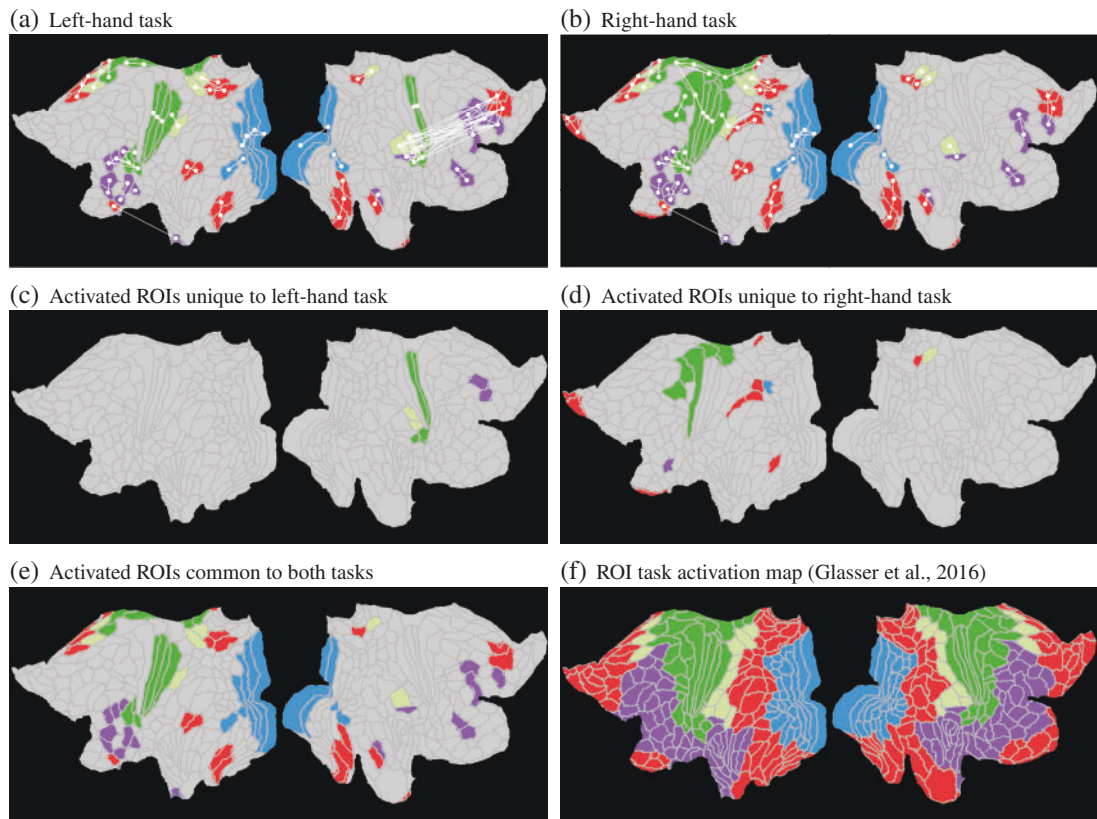 (a) Left-hand task
(b) Right-hand task
(c) Activated ROIs unique to left-hand task
(d) Activated ROIs unique to right-hand task
(e) Activated ROIs common to both tasks
(f) ROI task activation map (Glasser et al., 2016)